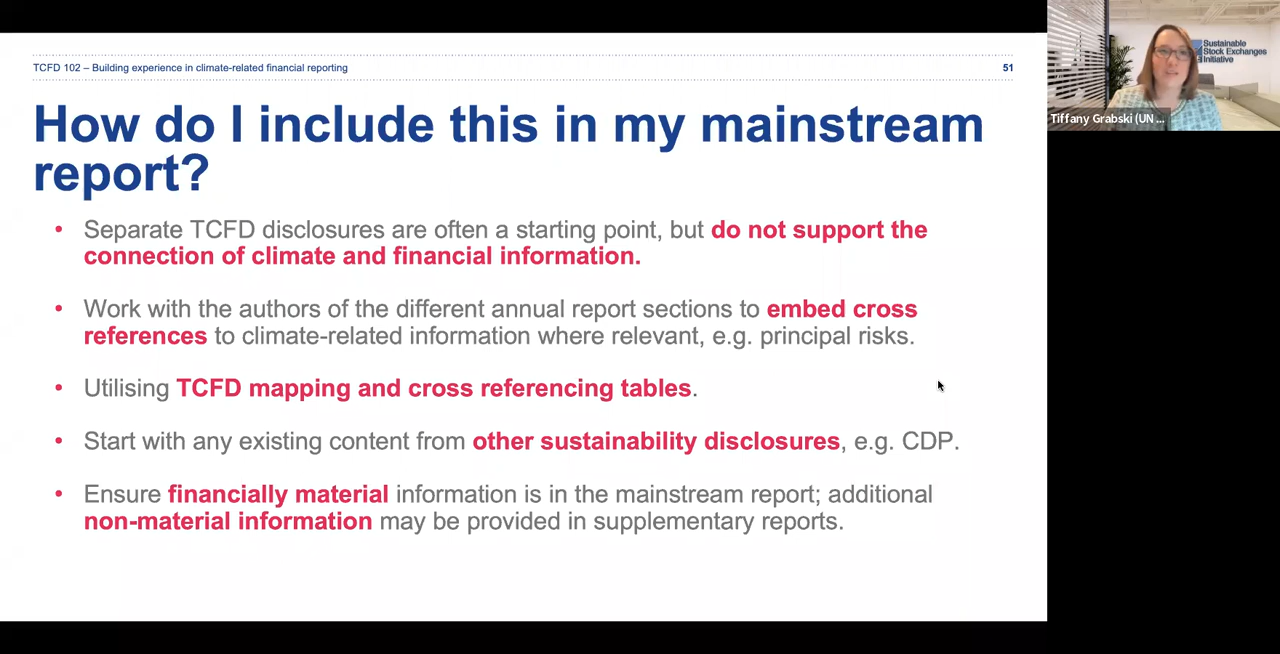 TCFD 102 – Building experience in climate-related financial reporting
51
How do I include this in my mainstream
report?
• Separate TCFD disclosures are often a starting point, but do not support the
connection of climate and financial information.
• Work with the authors of the different annual report sections to embed cross
references to climate-related information where relevant, e.g. principal risks.
• Utilising TCFD mapping and cross referencing tables.
• Start with any existing content from other sustainability disclosures, e.g. CDP.
• Ensure financially material information is in the mainstream report; additional
non-material information may be provided in supplementary reports.
Sustainable
Stock Exchanges
Initiative
Tiffany Grabski (UN ...